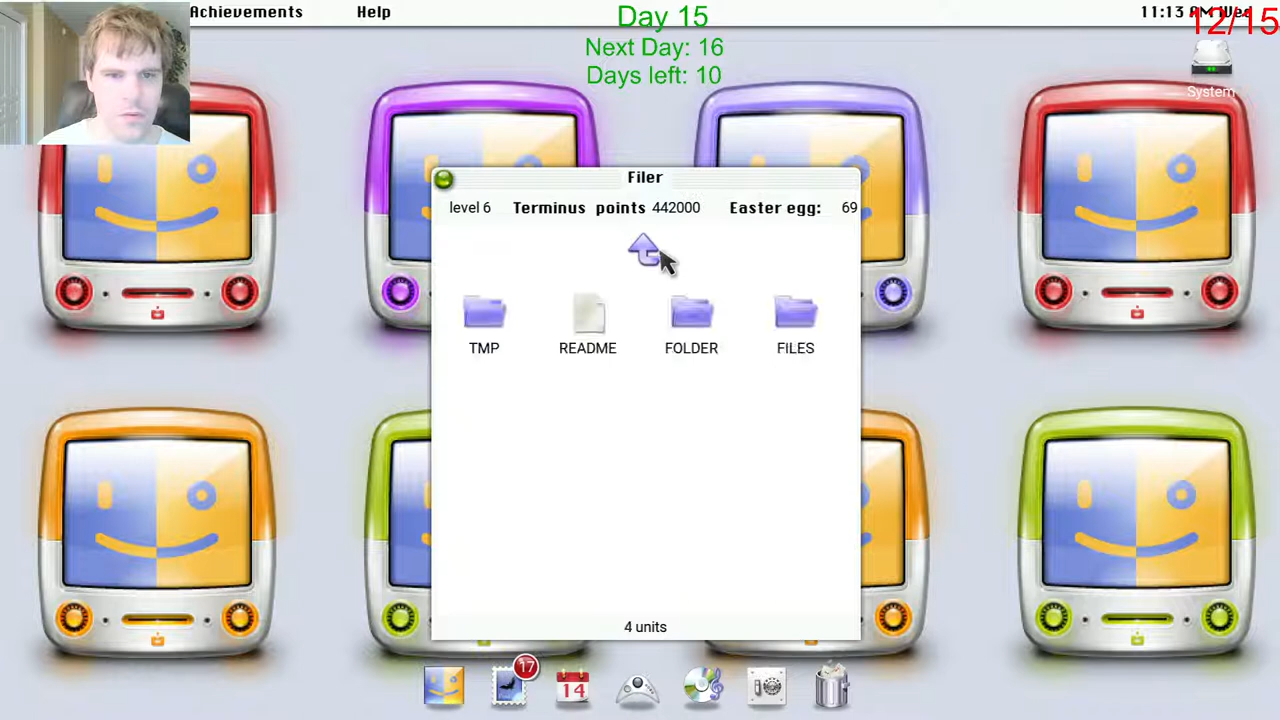 Achievements Help
11:13 AM Wed
12/15
Day 15
Next Day: 16
Days left: 10
System
Filer
level 6 Terminus points 442000 Easter egg: 69
TMP README FOLDER FILES
4 units
17
14